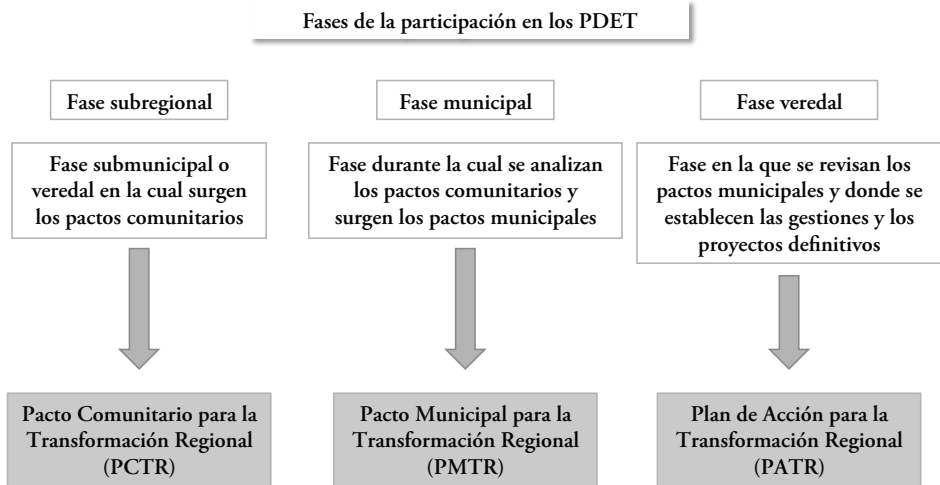 Fases de la participación en los PDET
Fase subregional
Fase submunicipal o
veredal en la cual surgen
los pactos comunitarios
Pacto Comunitario para la
Transformación Regional
(PCTR)
Fase municipal
Fase durante la cual se analizan
los pactos comunitarios y
surgen los pactos municipales
Pacto Municipal para la
Transformación Regional
(PMTR)
Fase veredal
Fase en la que se revisan los
pactos municipales y donde se
establecen las gestiones y los
proyectos definitivos
Plan de Acción para la
Transformación Regional
(PATR)